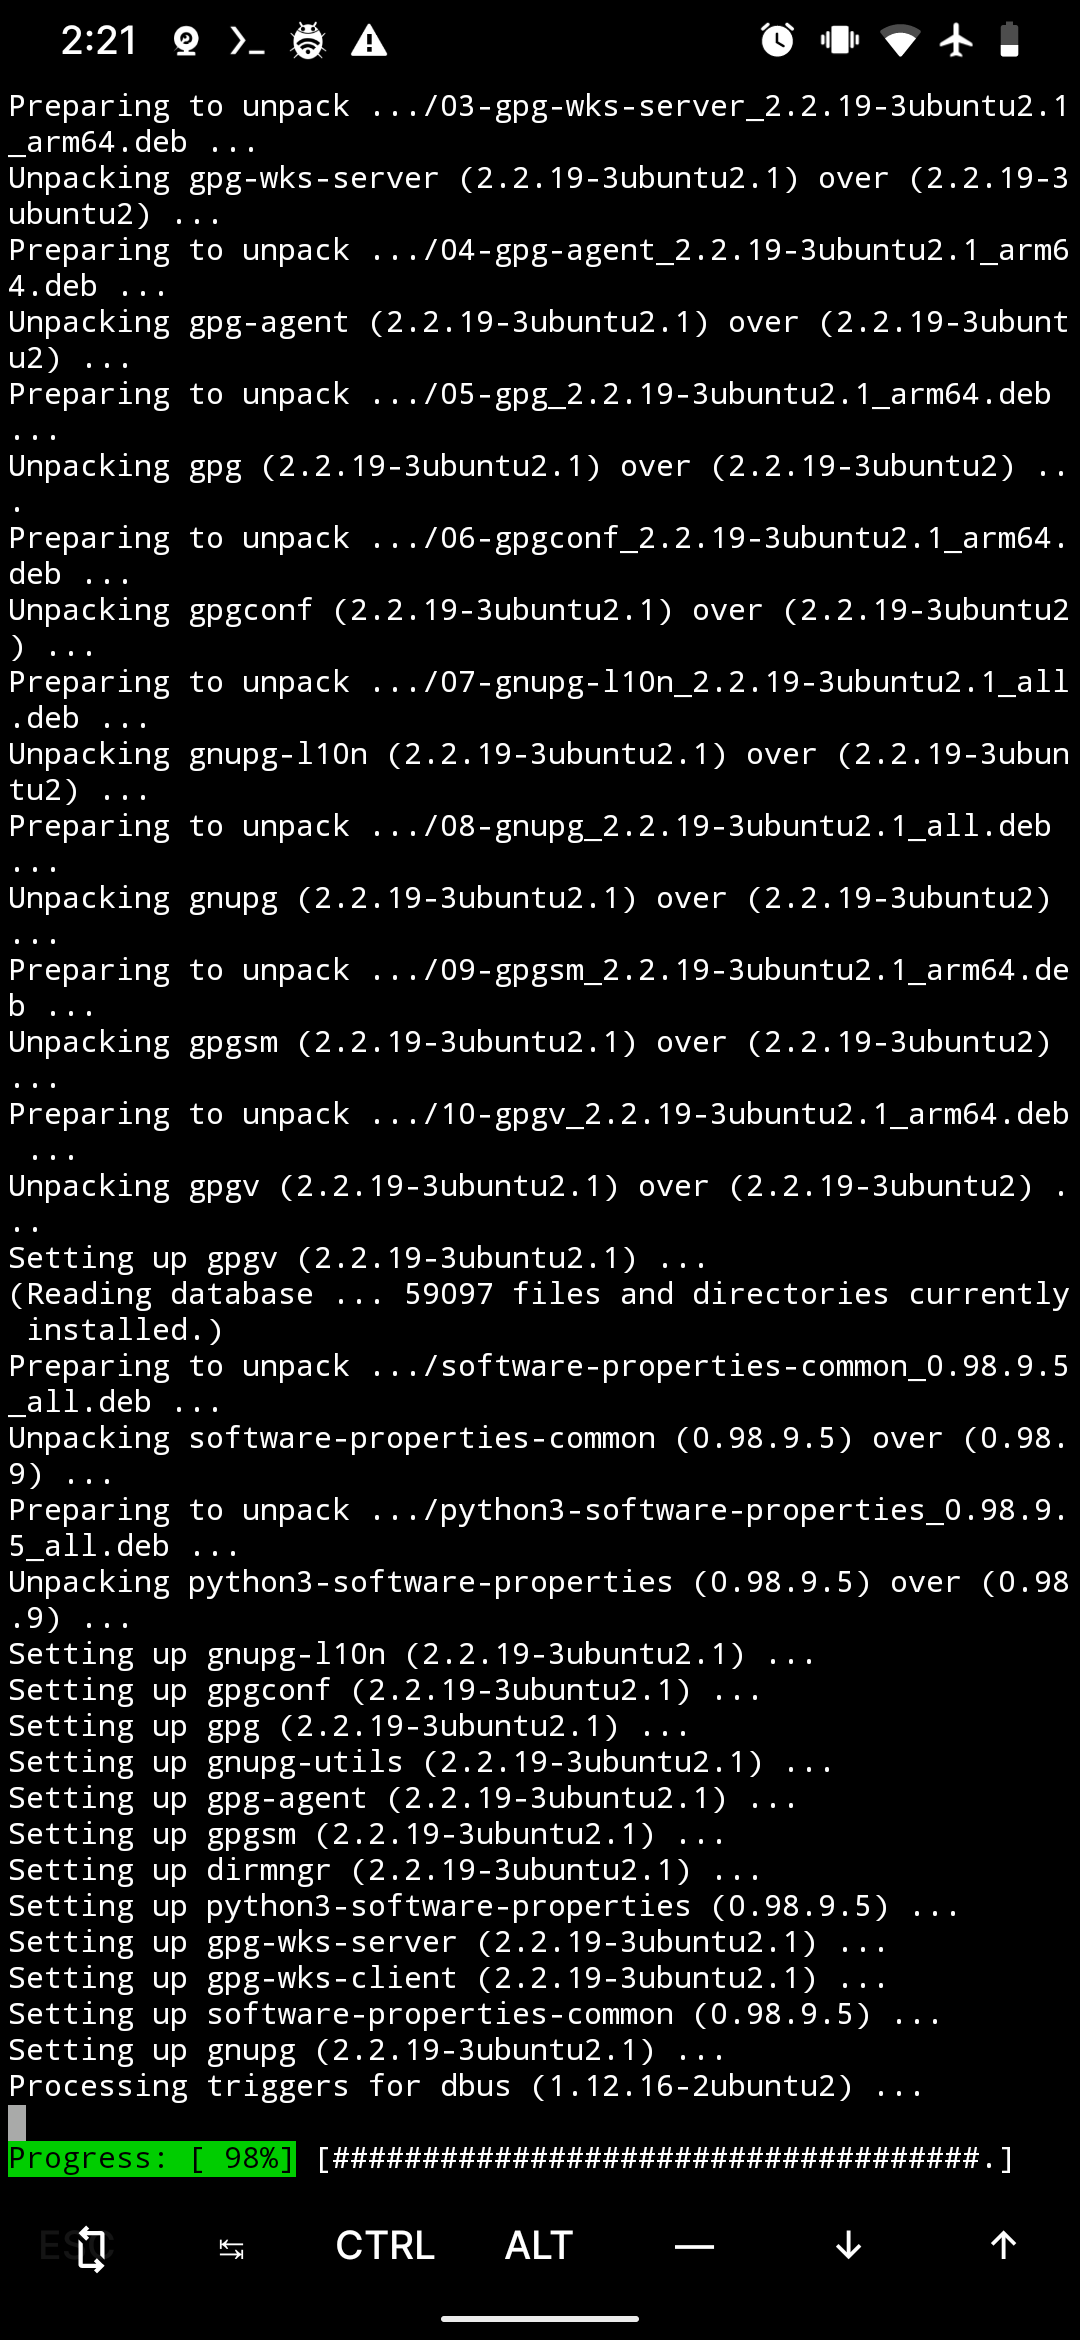 2:21
Preparing to unpack .../03-gpg-wks-server_2.2.19-3ubuntu2.1
_arm64.deb ...
Unpacking gpg-wks-server (2.2.19-3ubuntu2.1) over (2.2.19-3
ubuntu2) ...
Preparing to unpack .../04-gpg-agent_2.2.19-3ubuntu2.1_arm6
4.deb ...
Unpacking gpg-agent (2.2.19-3ubuntu2.1) over (2.2.19-3ubunt
u2) ...
Preparing to unpack .../05-gpg_2.2.19-3ubuntu2.1_arm64.deb
...
Unpacking gpg (2.2.19-3ubuntu2.1) over (2.2.19-3ubuntu2) ..
.
Preparing to unpack .../06-gpgconf_2.2.19-3ubuntu2.1_arm64.
deb ...
Unpacking gpgconf (2.2.19-3ubuntu2.1) over (2.2.19-3ubuntu2
) ...
Preparing to unpack .../07-gnupg-l10n_2.2.19-3ubuntu2.1_all
.deb ...
Unpacking gnupg-l10n (2.2.19-3ubuntu2.1) over (2.2.19-3ubun
tu2) ...
Preparing to unpack .../08-gnupg_2.2.19-3ubuntu2.1_all.deb
...
Unpacking gnupg (2.2.19-3ubuntu2.1) over (2.2.19-3ubuntu2)
...
Preparing to unpack .../09-gpgsm_2.2.19-3ubuntu2.1_arm64.de
b ...
Unpacking gpgsm (2.2.19-3ubuntu2.1) over (2.2.19-3ubuntu2)
...
Preparing to unpack .../10-gpgv_2.2.19-3ubuntu2.1_arm64.deb
 ...
Unpacking gpgv (2.2.19-3ubuntu2.1) over (2.2.19-3ubuntu2) .
..
Setting up gpgv (2.2.19-3ubuntu2.1) ...
(Reading database ... 59097 files and directories currently
 installed.)
Preparing to unpack .../software-properties-common_0.98.9.5
_all.deb ...
Unpacking software-properties-common (0.98.9.5) over (0.98.
9) ...
Preparing to unpack .../python3-software-properties_0.98.9.
5_all.deb ...
Unpacking python3-software-properties (0.98.9.5) over (0.98
.9) ...
Setting up gnupg-l10n (2.2.19-3ubuntu2.1) ...
Setting up gpgconf (2.2.19-3ubuntu2.1) ...
Setting up gpg (2.2.19-3ubuntu2.1) ...
Setting up gnupg-utils (2.2.19-3ubuntu2.1) ...
Setting up gpg-agent (2.2.19-3ubuntu2.1) ...
Setting up gpgsm (2.2.19-3ubuntu2.1) ...
Setting up dirmngr (2.2.19-3ubuntu2.1) ...
Setting up python3-software-properties (0.98.9.5) ...
Setting up gpg-wks-server (2.2.19-3ubuntu2.1) ...
Setting up gpg-wks-client (2.2.19-3ubuntu2.1) ...
Setting up software-properties-common (0.98.9.5) ...
Setting up gnupg (2.2.19-3ubuntu2.1) ...
Processing triggers for dbus (1.12.16-2ubuntu2) ...
Progress: [ 98%] [####################################.]
ESC CTRL ALT —